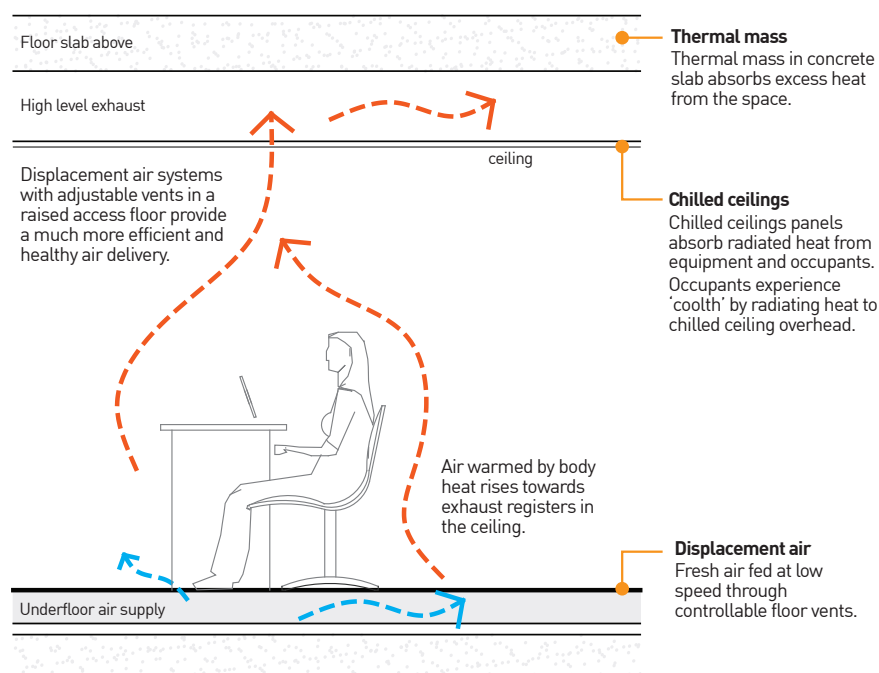 Floor slab above
High level exhaust
ceiling
Displacement air systems
with adjustable vents in a
raised access floor provide
a much more efficient and
healthy air delivery.
Thermal mass
Thermal mass in concrete
slab absorbs excess heat
from the space.
Chilled ceilings
Chilled ceilings panels
absorb radiated heat from
equipment and occupants.
Occupants experience
‘coolth’ by radiating heat to
chilled ceiling overhead.
Air warmed by body
heat rises towards
exhaust registers in
the ceiling.
Displacement air
Fresh air fed at low
speed through
controllable floor vents.
Underfloor air supply